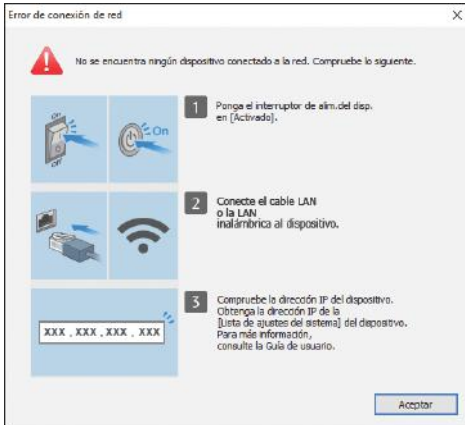 Error de conexión de red
No se encuentra ningún dispositivo conectado a la red. Compruebe lo siguiente.
On
Off
On
1
Ponga el interruptor de alim.del disp.
en [Activado].
2
Conecte el cable LAN
o la LAN
inalámbrica al dispositivo.
XXX . XXX . XXX . XXX
3
Compruebe la dirección IP del dispositivo.
Obtenga la dirección IP de la
[Lista de ajustes del sistema] del dispositivo.
Para más información,
consulte la Guía de usuario.
Aceptar